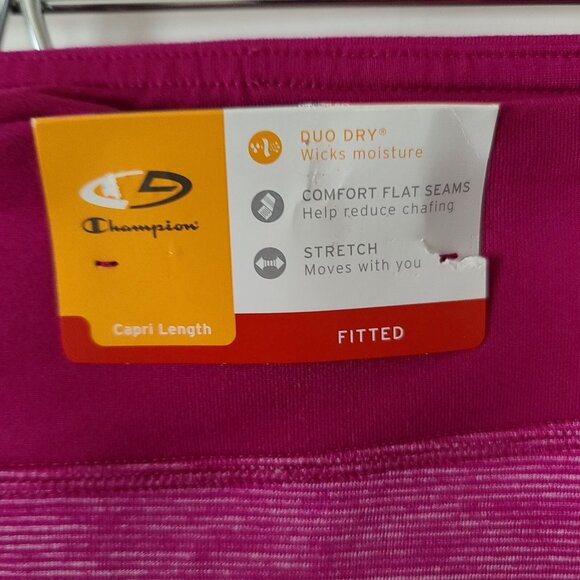 Champion
Capri Length
DUO DRY®
Wicks moisture
COMFORT FLAT SEAMS
Help reduce chafing
STRETCH
Moves with you
FITTED